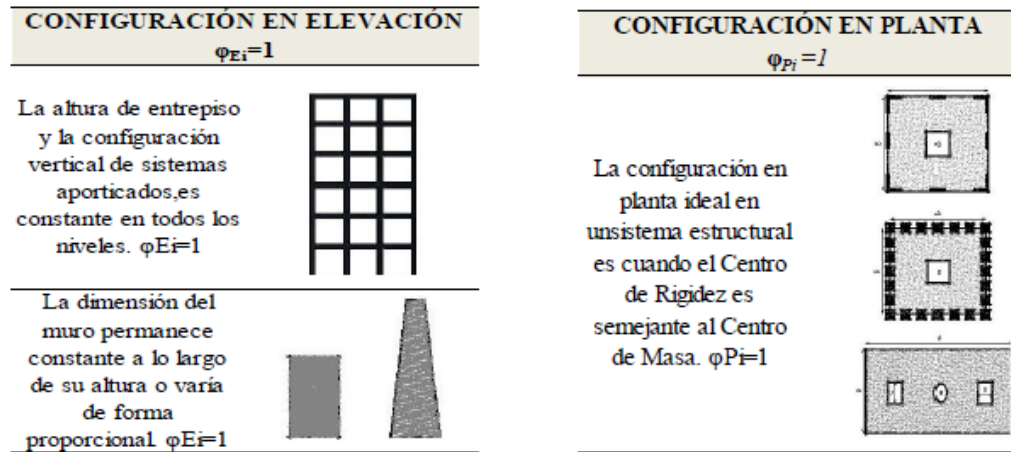 CONFIGURACIÓN EN ELEVACIÓN
φEi=1
La altura de entrepiso
y la configuración
vertical de sistemas
aporticados,es
constante en todos los
niveles. φEi=1
La dimensión del
muro permanece
constante a lo largo
de su altura o varía
de forma
proporcional. φEi=1
CONFIGURACIÓN EN PLANTA
φPi=1
La configuración en
planta ideal en
unsistema estructural
es cuando el Centro
de Rigidez es
semejante al Centro
de Masa. φPi=1